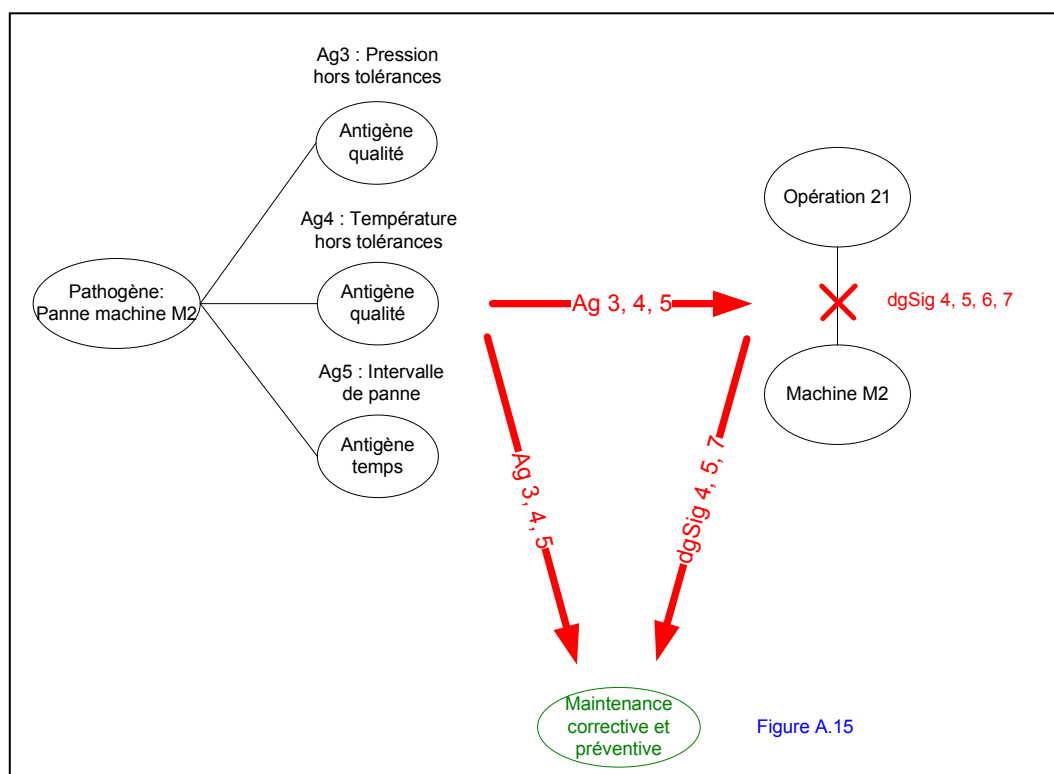 Ag3 : Pression
hors tolérances
Antigène
qualité
Ag4 : Température
hors tolérances
Pathogène:
Panne machine M2
Antigène
qualité
Ag5 : Intervalle
de panne
Antigène
temps
Ag 3, 4, 5
Opération 21
dgSig 4, 5, 6, 7
Machine M2
Ag 3, 4, 5
dgSig 4, 5, 7
Maintenance
corrective et
préventive
Figure A.15